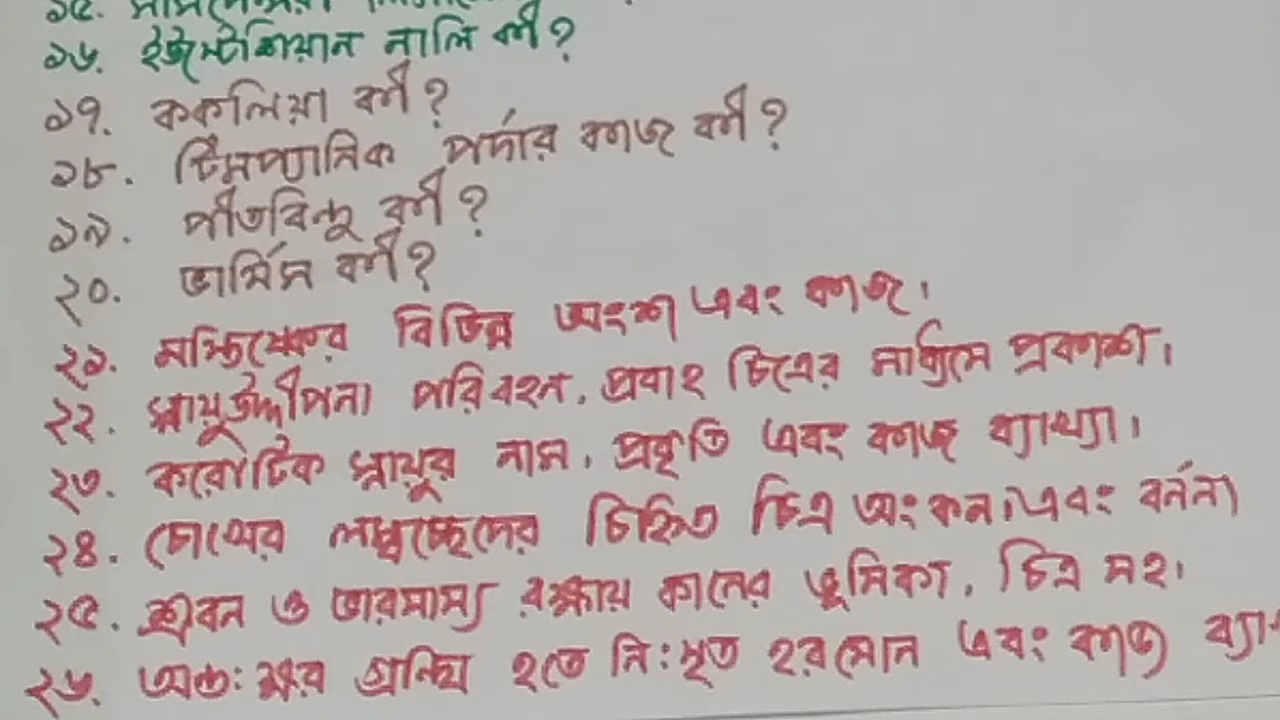 ১৫.
১৬. ইউস্টেশিয়ান নালি কী?
১৭. ককলিয়া কী?
১৮. টিমপ্যানিক পর্দার কাজ কী?
১৯. পীতবিন্দু কী?
২০. ভার্মিস কী?
২১. মস্তিষ্কের বিভিন্ন অংশ এবং কাজ।
২২. স্নায়ুউদ্দীপনা পরিবহন, প্রবাহ চিত্রের মাধ্যমে প্রকাশ।
২৩. করোটিক স্নায়ুর নাম, প্রকৃতি এবং কাজ ব্যাখ্যা।
২৪. চোখের লম্বচ্ছেদের চিহ্নিত চিত্র অংকন। এবং বর্ননা
২৫. শ্রবন ও ভারসাম্য রক্ষায় কানের ভূমিকা, চিত্র সহ।
২৬. অন্ত:ক্ষর গ্রন্থি হতে নি:সৃত হরমোন এবং কাজ